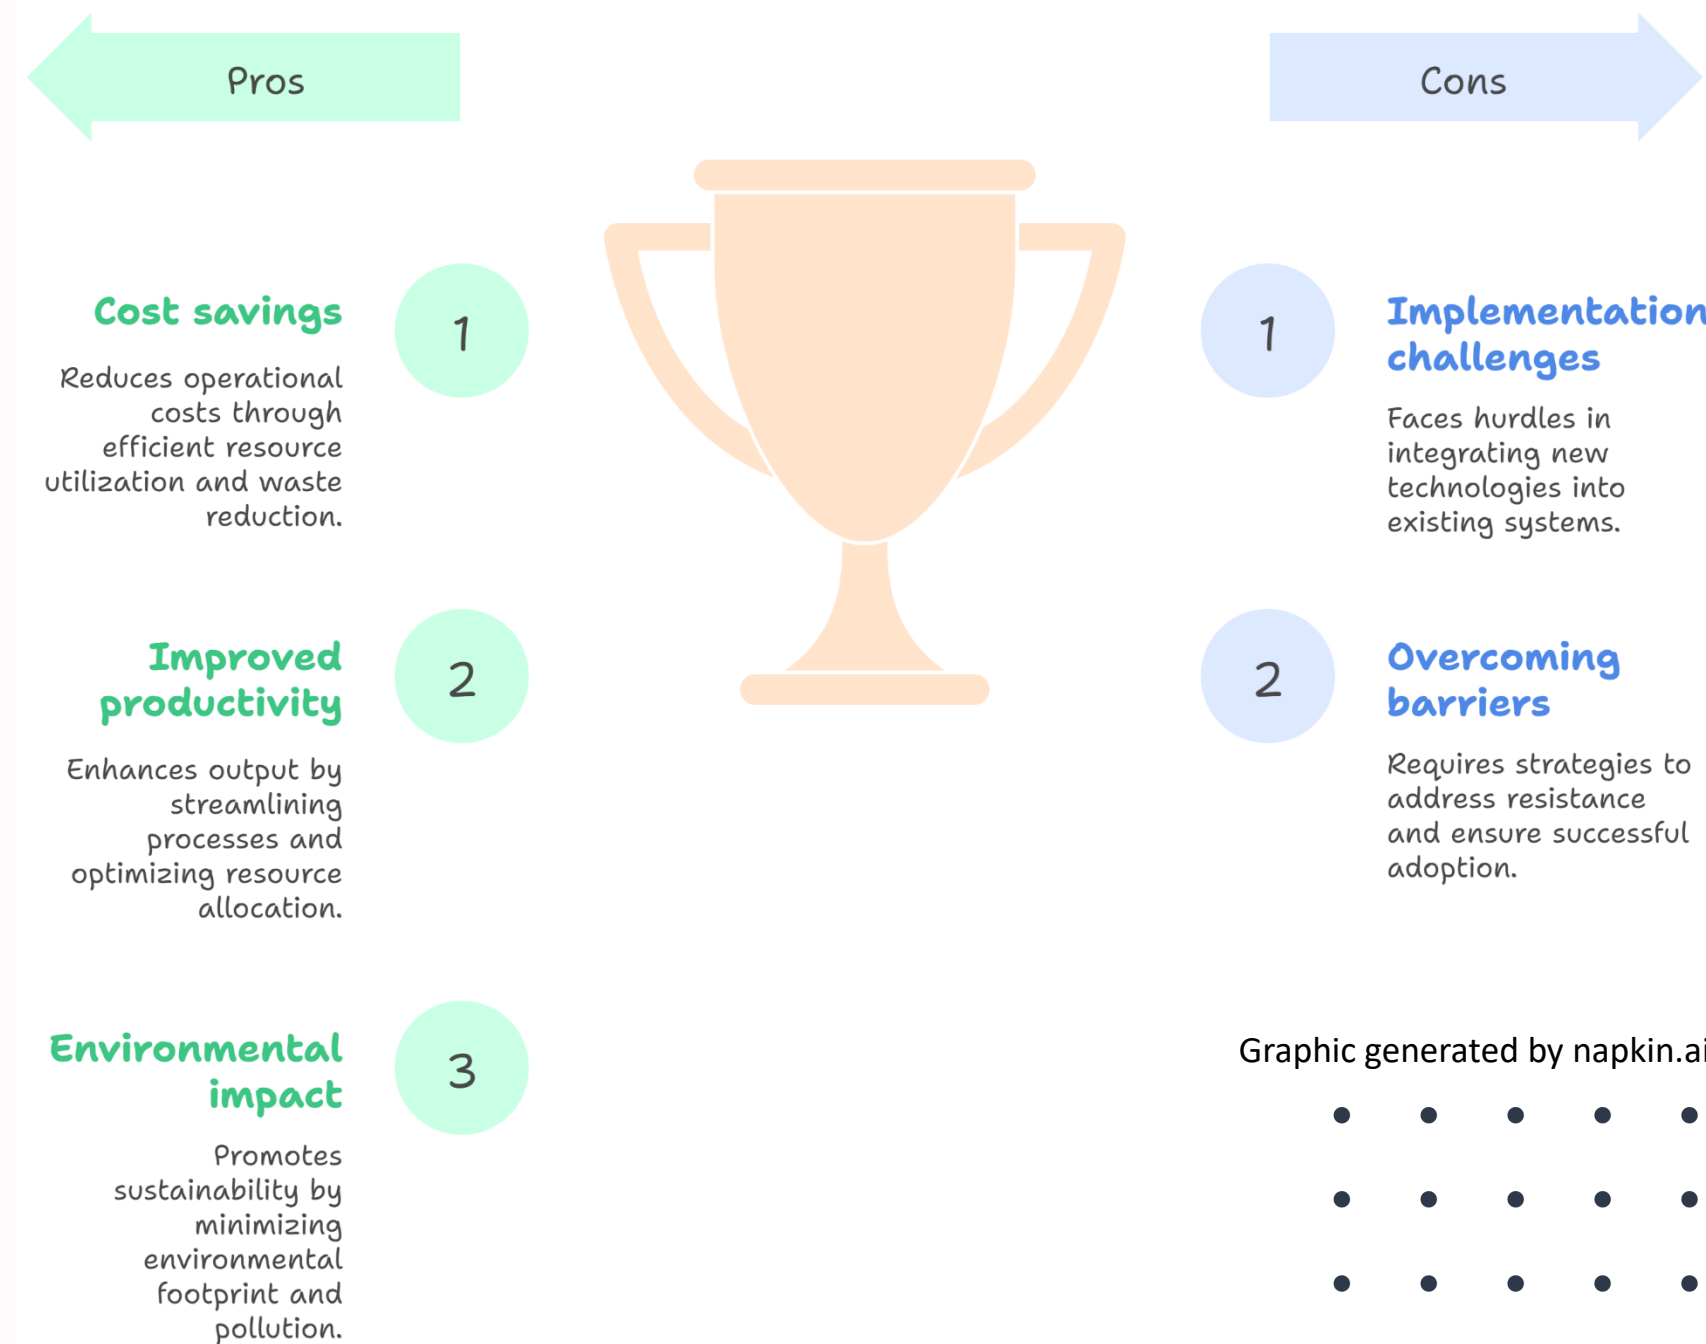 Pros
Cons
1
Cost savings
Reduces operational
costs through
efficient resource
utilization and waste
reduction.
2
Improved
productivity
Enhances output by
streamlining
processes and
optimizing resource
allocation.
3
Environmental
impact
Promotes
sustainability by
minimizing
environmental
footprint and
pollution.
1
Implementation
challenges
Faces hurdles in
integrating new
technologies into
existing systems.
2
Overcoming
barriers
Requires strategies to
address resistance
and ensure successful
adoption.
Graphic generated by napkin.ai